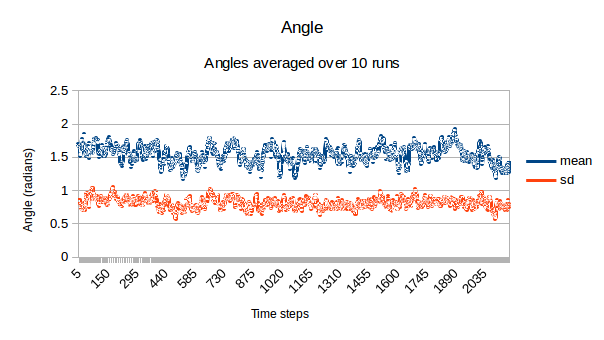 Angle
Angles averaged over 10 runs
2.5
2
1.5
1
0.5
0
Angle (radians)
mean
sd
5 150 295 440 585 730 875 1020 1165 1310 1455 1600 1745 1890 2035
Time steps